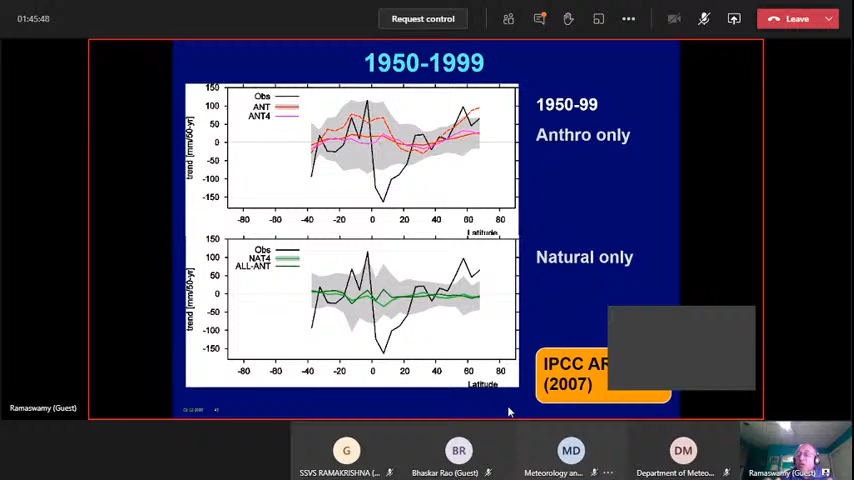 01:45:48
Request control
Leave
1950-1999
150
100
50
0
-50
-100
-150
trend [mm/50-yr]
Obs
ANT
ANT4
-80 -60 -40 -20 0 20 40 60 80
Latitude
1950-99
Anthro only
150
100
50
0
-50
-100
-150
trend [mm/50-yr]
Obs
NAT4
ALL-ANT
-80 -60 -40 -20 0 20 40 60 80
Latitude
Natural only
IPCC AR
(2007)
Ramaswamy (Guest)
G
SSVS RAMAKRISHNA (...
BR
Bhaskar Rao (Guest)
MD
Meteorology an...
DM
Department of Meteo...
Ramaswamy (Guest)